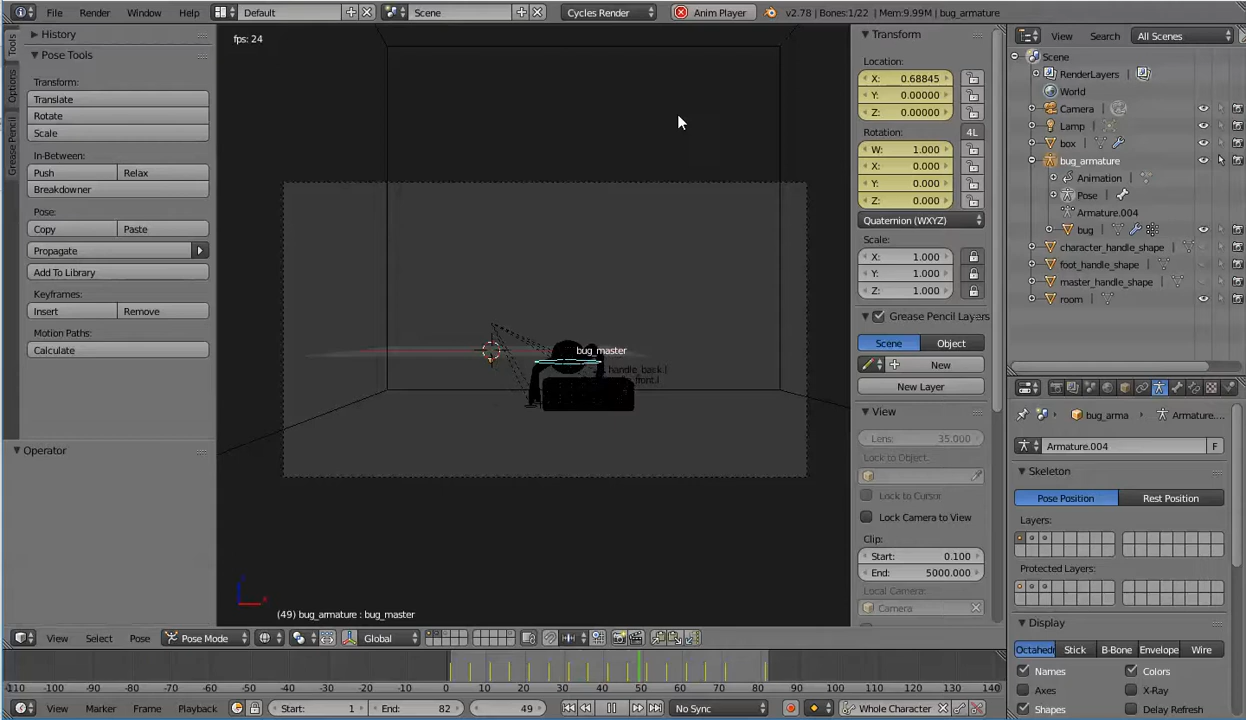 File Render Window Help Default Scene Cycles Render Anim Player v2.78 | Bones:1/22 | Mem:9.99M | bug_armature
Tools
Options
Grease Pencil
History
Pose Tools
Transform:
Translate
Rotate
Scale
In-Between:
Push Relax
Breakdowner
Pose:
Copy Paste
Propagate
Add To Library
Keyframes:
Insert Remove
Motion Paths:
Calculate
Operator
fps: 24
bug_master
handle_back.l
front.l
(49) bug_armature : bug_master
View Select Pose Pose Mode Global
Transform
Location:
X: 0.68845
Y: 0.00000
Z: 0.00000
Rotation: 4L
W: 1.000
X: 0.000
Y: 0.000
Z: 0.000
Quaternion (WXYZ)
Scale:
X: 1.000
Y: 1.000
Z: 1.000
Grease Pencil Layers
Scene Object
New
New Layer
View
Lens: 35.000
Lock to Object:
Lock to Cursor
Lock Camera to View
Clip:
Start: 0.100
End: 5000.000
Local Camera:
Camera
View Search All Scenes
Scene
RenderLayers
World
Camera
Lamp
box
bug_armature
Animation
Pose
Armature.004
bug
character_handle_shape
foot_handle_shape
master_handle_shape
room
bug_arma Armature....
Armature.004 F
Skeleton
Pose Position Rest Position
Layers:
Protected Layers:
Display
Octahedr Stick B-Bone Envelope Wire
Names Colors
Axes X-Ray
Shapes Delay Refresh
-110 -90 -80 -70 -60 -50 -40 -30 -20 -10 0 10 20 30 40 50 60 70 80 90 100 110 120 130 140
View Marker Frame Playback Start: 1 End: 82 49 No Sync Whole Character